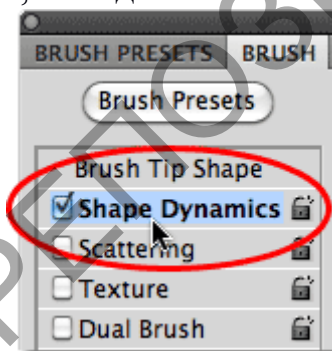 BRUSH PRESETS BRUSH
Brush Presets
Brush Tip Shape
Shape Dynamics
Scattering
Texture
Dual Brush